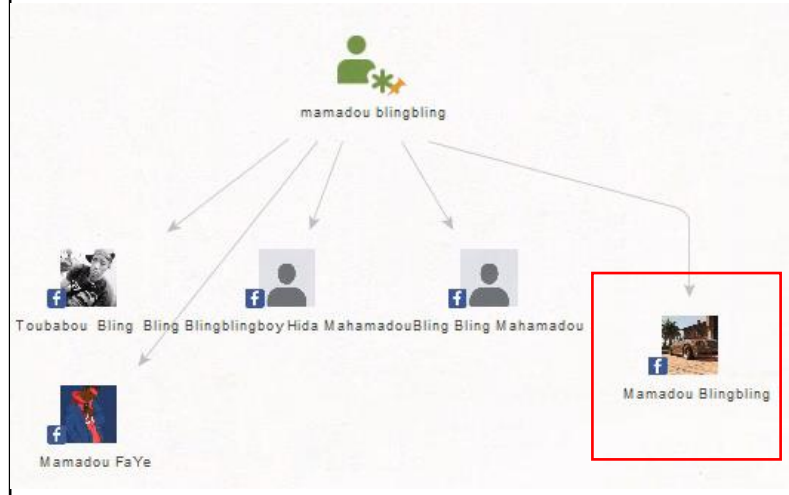 mamadou blingbling
Toubabou Bling Bling
Blingblingboy Hida Mahamadou
Bling Bling Mahamadou
Mamadou Blingbling
Mamadou FaYe